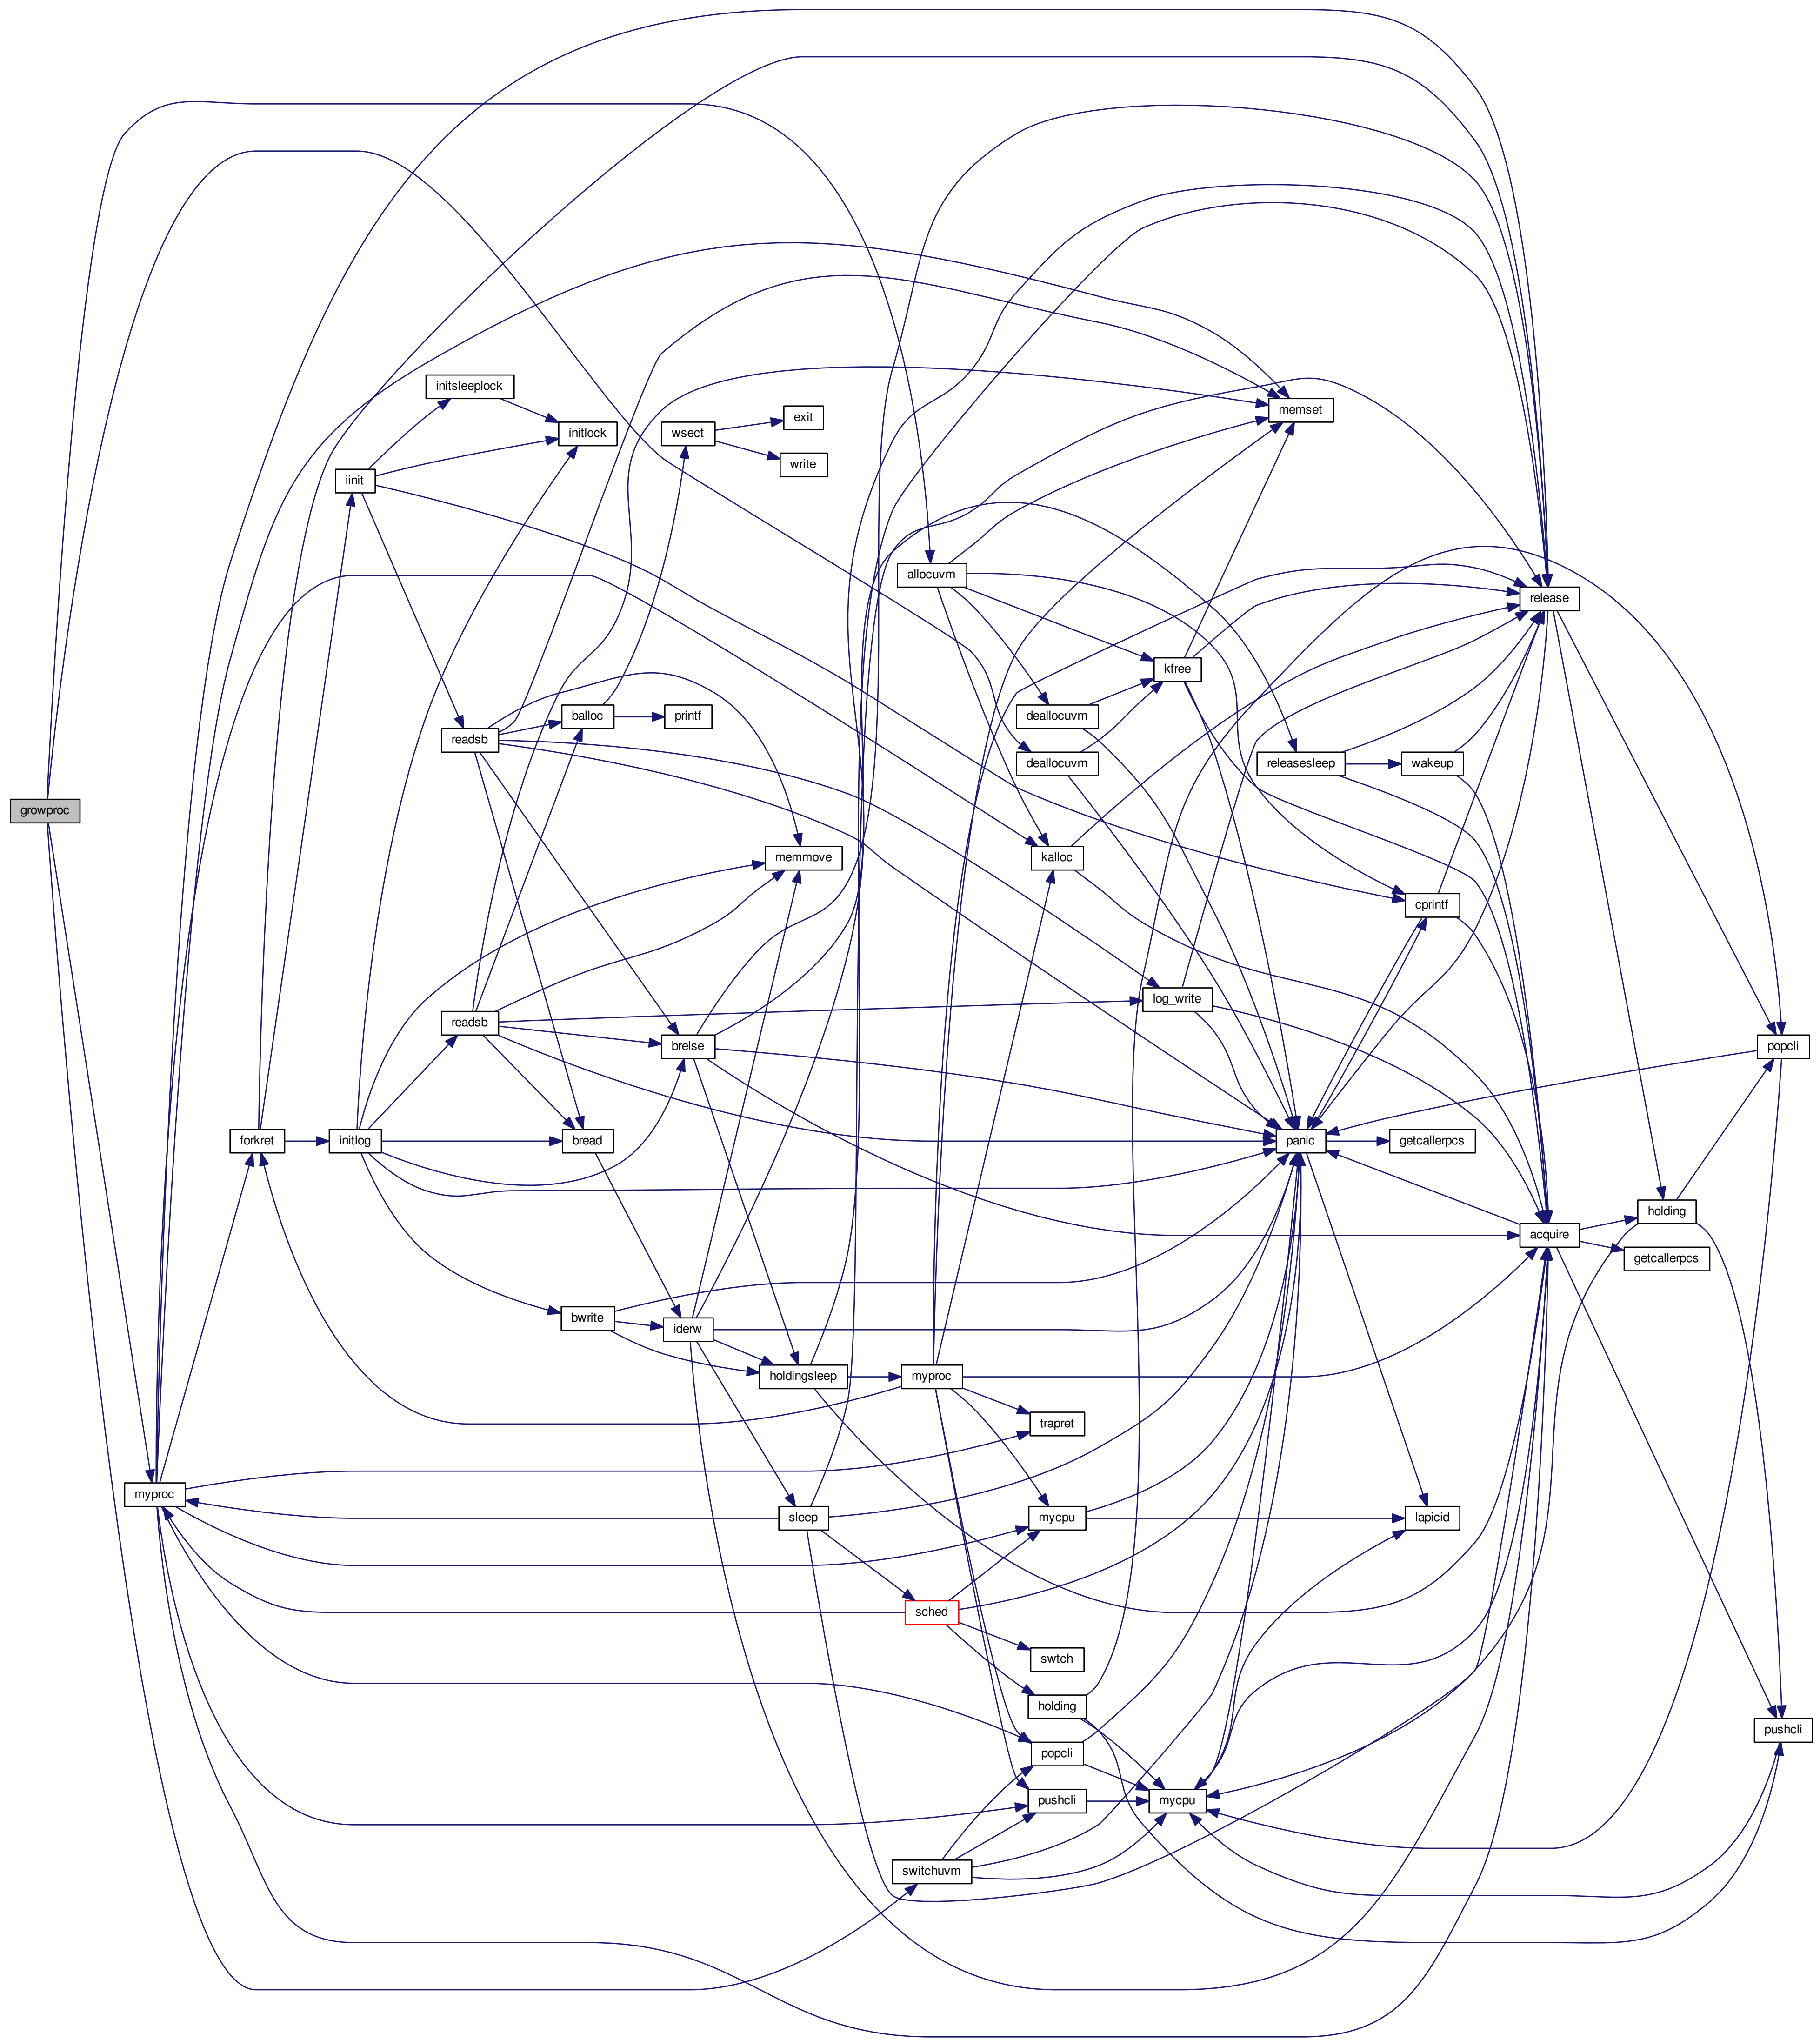 initsleeplock
exit
memset
initlock
wsect
write
iinit
allocuvm
release
kfree
balloc
printf
deallocuvm
readsb
deallocuvm
releasesleep
wakeup
growproc
memmove
kalloc
cprintf
log_write
readsb
brelse
popcli
forkret
initlog
bread
panic
getcallerpcs
holding
acquire
getcallerpcs
bwrite
iderw
holdingsleep
myproc
trapret
myproc
sleep
mycpu
lapicid
sched
swtch
holding
pushcli
popcli
pushcli
mycpu
switchuvm